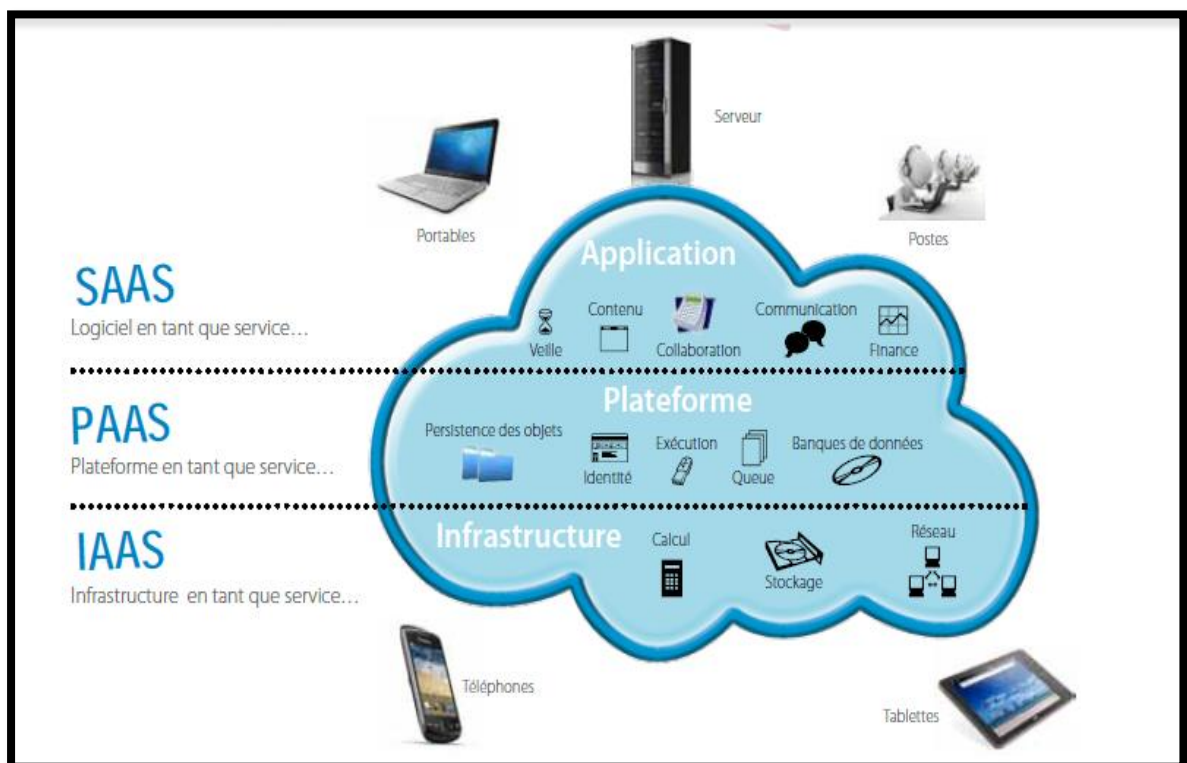 Serveur
Portables
Postes
Application
SAAS
Logiciel en tant que service…
Contenu
Communication
Veille
Collaboration
Finance
Plateforme
PAAS
Plateforme en tant que service…
Persistence des objets
Exécution
Banques de données
Identité
Queue
Infrastructure
IAAS
Infrastructure en tant que service…
Calcul
Réseau
Stockage
Téléphones
Tablettes